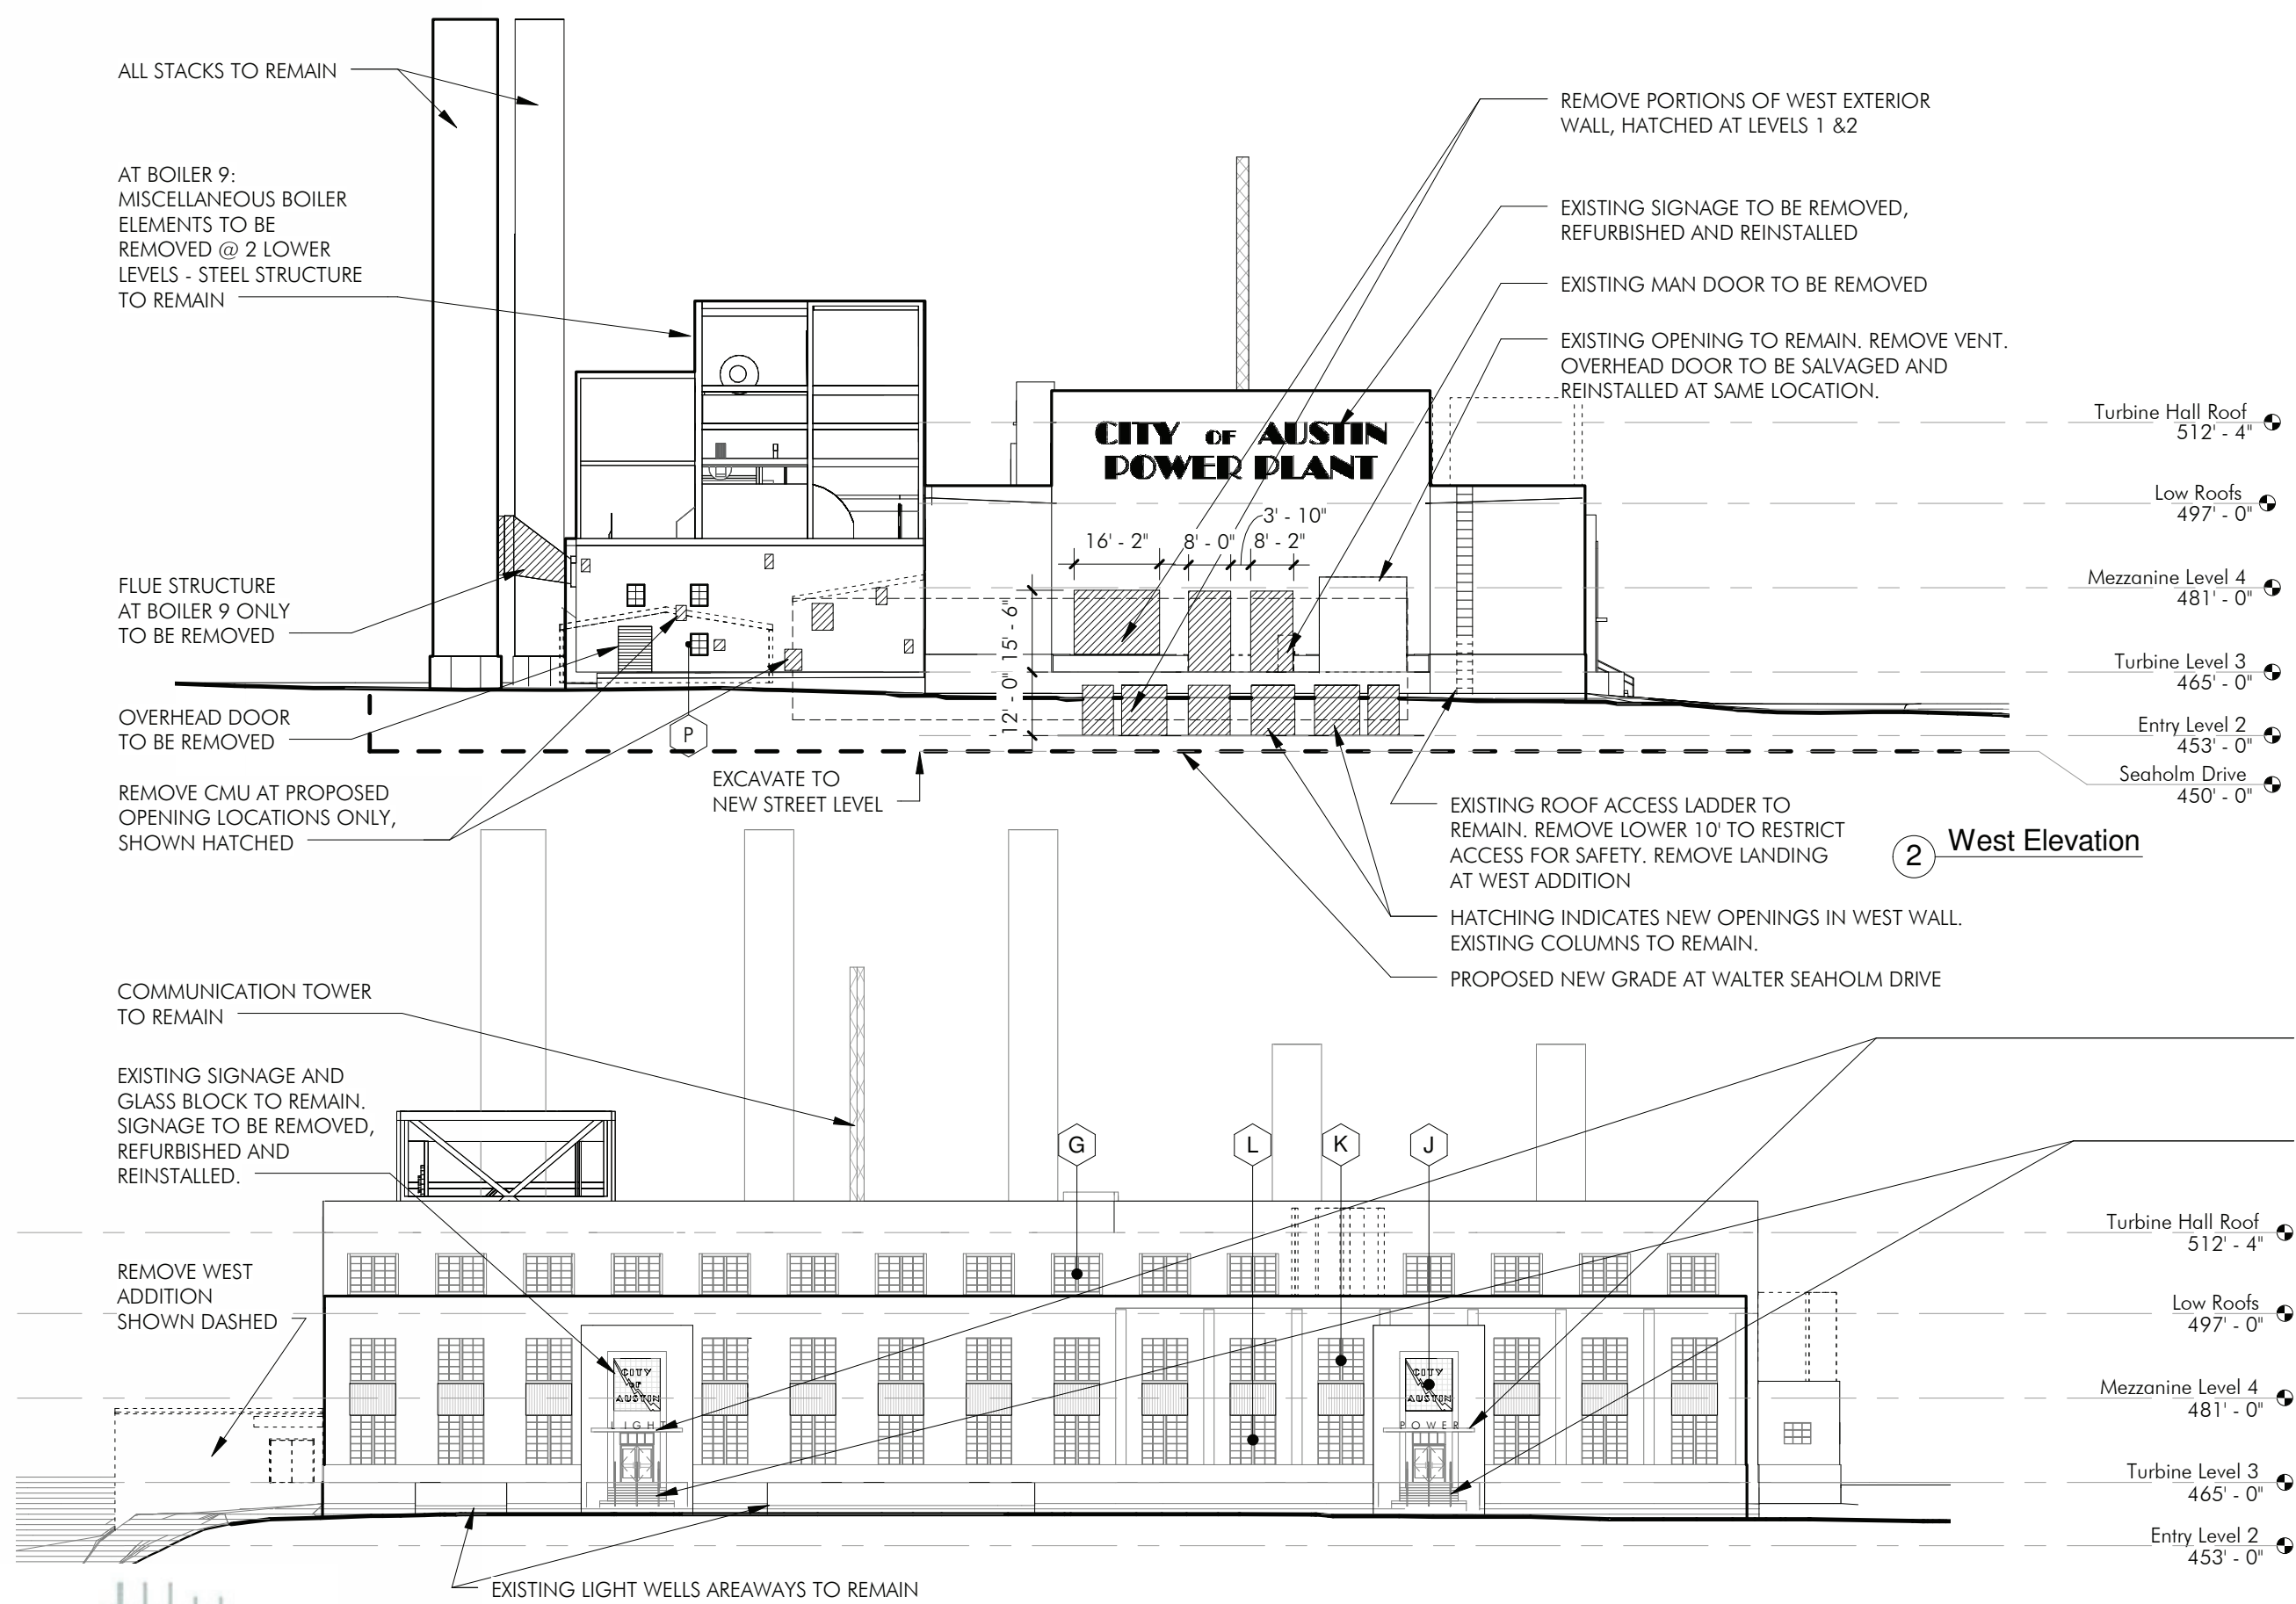 ALL STACKS TO REMAIN
AT BOILER 9:
MISCELLANEOUS BOILER
ELEMENTS TO BE
REMOVED @ 2 LOWER
LEVELS - STEEL STRUCTURE
TO REMAIN
FLUE STRUCTURE
AT BOILER 9 ONLY
TO BE REMOVED
OVERHEAD DOOR
TO BE REMOVED
REMOVE CMU AT PROPOSED
OPENING LOCATIONS ONLY,
SHOWN HATCHED
P
EXCAVATE TO
NEW STREET LEVEL
CITY OF AUSTIN
POWER PLANT
16' - 2"
8' - 0"
3' - 10"
8' - 2"
15' - 6"
12' - 0"
REMOVE PORTIONS OF WEST EXTERIOR
WALL, HATCHED AT LEVELS 1 &2
EXISTING SIGNAGE TO BE REMOVED,
REFURBISHED AND REINSTALLED
EXISTING MAN DOOR TO BE REMOVED
EXISTING OPENING TO REMAIN. REMOVE VENT.
OVERHEAD DOOR TO BE SALVAGED AND
REINSTALLED AT SAME LOCATION.
Turbine Hall Roof
512' - 4"
Low Roofs
497' - 0"
Mezzanine Level 4
481' - 0"
Turbine Level 3
465' - 0"
Entry Level 2
453' - 0"
Seaholm Drive
450' - 0"
EXISTING ROOF ACCESS LADDER TO
REMAIN. REMOVE LOWER 10' TO RESTRICT
ACCESS FOR SAFETY. REMOVE LANDING
AT WEST ADDITION
HATCHING INDICATES NEW OPENINGS IN WEST WALL.
EXISTING COLUMNS TO REMAIN.
PROPOSED NEW GRADE AT WALTER SEAHOLM DRIVE
2 West Elevation
COMMUNICATION TOWER
TO REMAIN
EXISTING SIGNAGE AND
GLASS BLOCK TO REMAIN.
SIGNAGE TO BE REMOVED,
REFURBISHED AND
REINSTALLED.
REMOVE WEST
ADDITION
SHOWN DASHED
G
L
K
J
CITY
OF
AUSTIN
LIGHT
CITY
AUSTIN
POWER
Turbine Hall Roof
512' - 4"
Low Roofs
497' - 0"
Mezzanine Level 4
481' - 0"
Turbine Level 3
465' - 0"
Entry Level 2
453' - 0"
EXISTING LIGHT WELLS AREAWAYS TO REMAIN